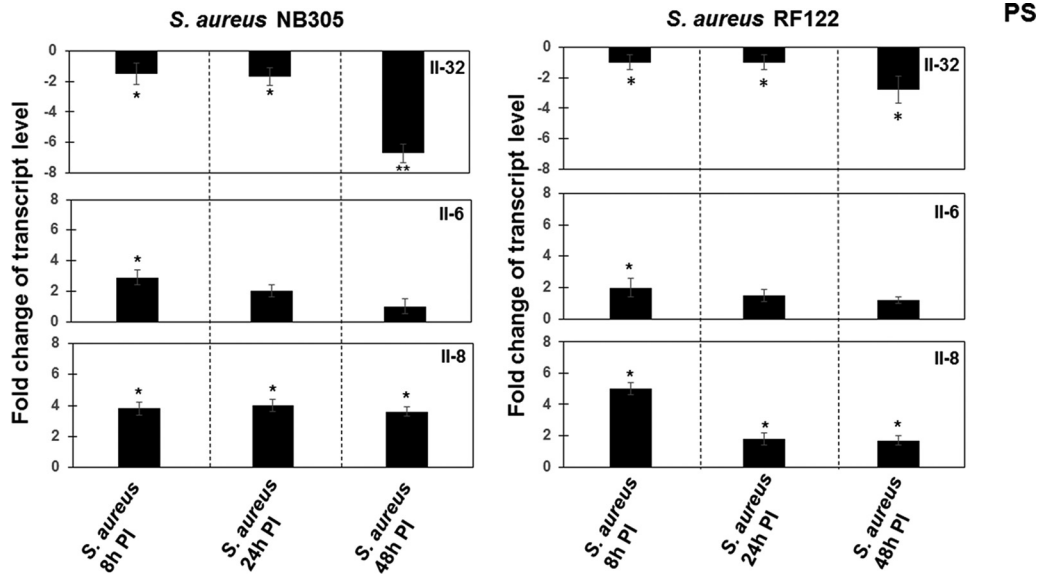 S. aureus NB305
S. aureus RF122
PS
Fold change of transcript level
0
-2
-4
-6
-8
Il-32
*
*
**
8
6
4
2
0
Il-6
*
8
6
4
2
0
Il-8
*
*
*
S. aureus
8h PI
S. aureus
24h PI
S. aureus
48h PI
Fold change of transcript level
0
-2
-4
-6
-8
Il-32
*
*
*
8
6
4
2
0
Il-6
*
8
6
4
2
0
Il-8
*
*
*
S. aureus
8h PI
S. aureus
24h PI
S. aureus
48h PI